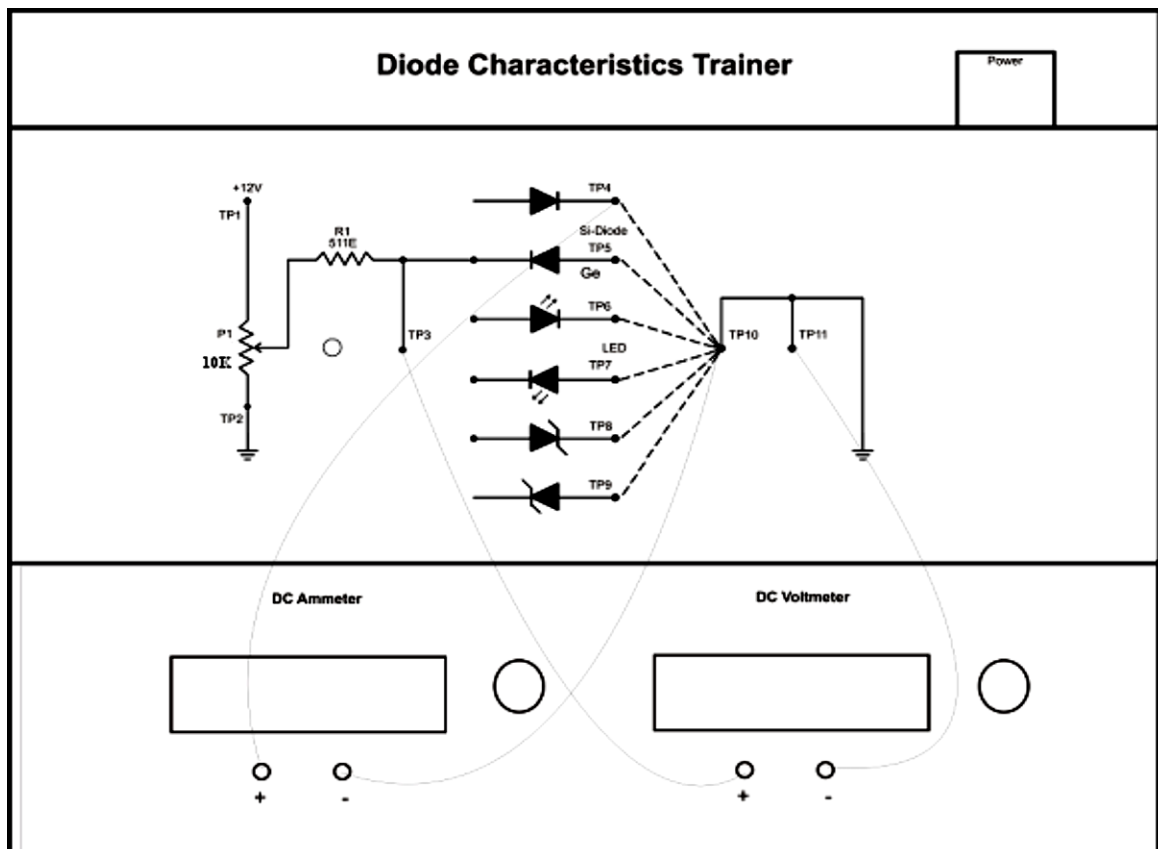 Diode Characteristics Trainer
Power
+12V
TP1
R1
511E
P1
10K
TP2
TP3
TP4
Si-Diode
TP5
Ge
TP6
LED
TP7
TP8
TP9
TP10
TP11
DC Ammeter
DC Voltmeter
+
-
+
-